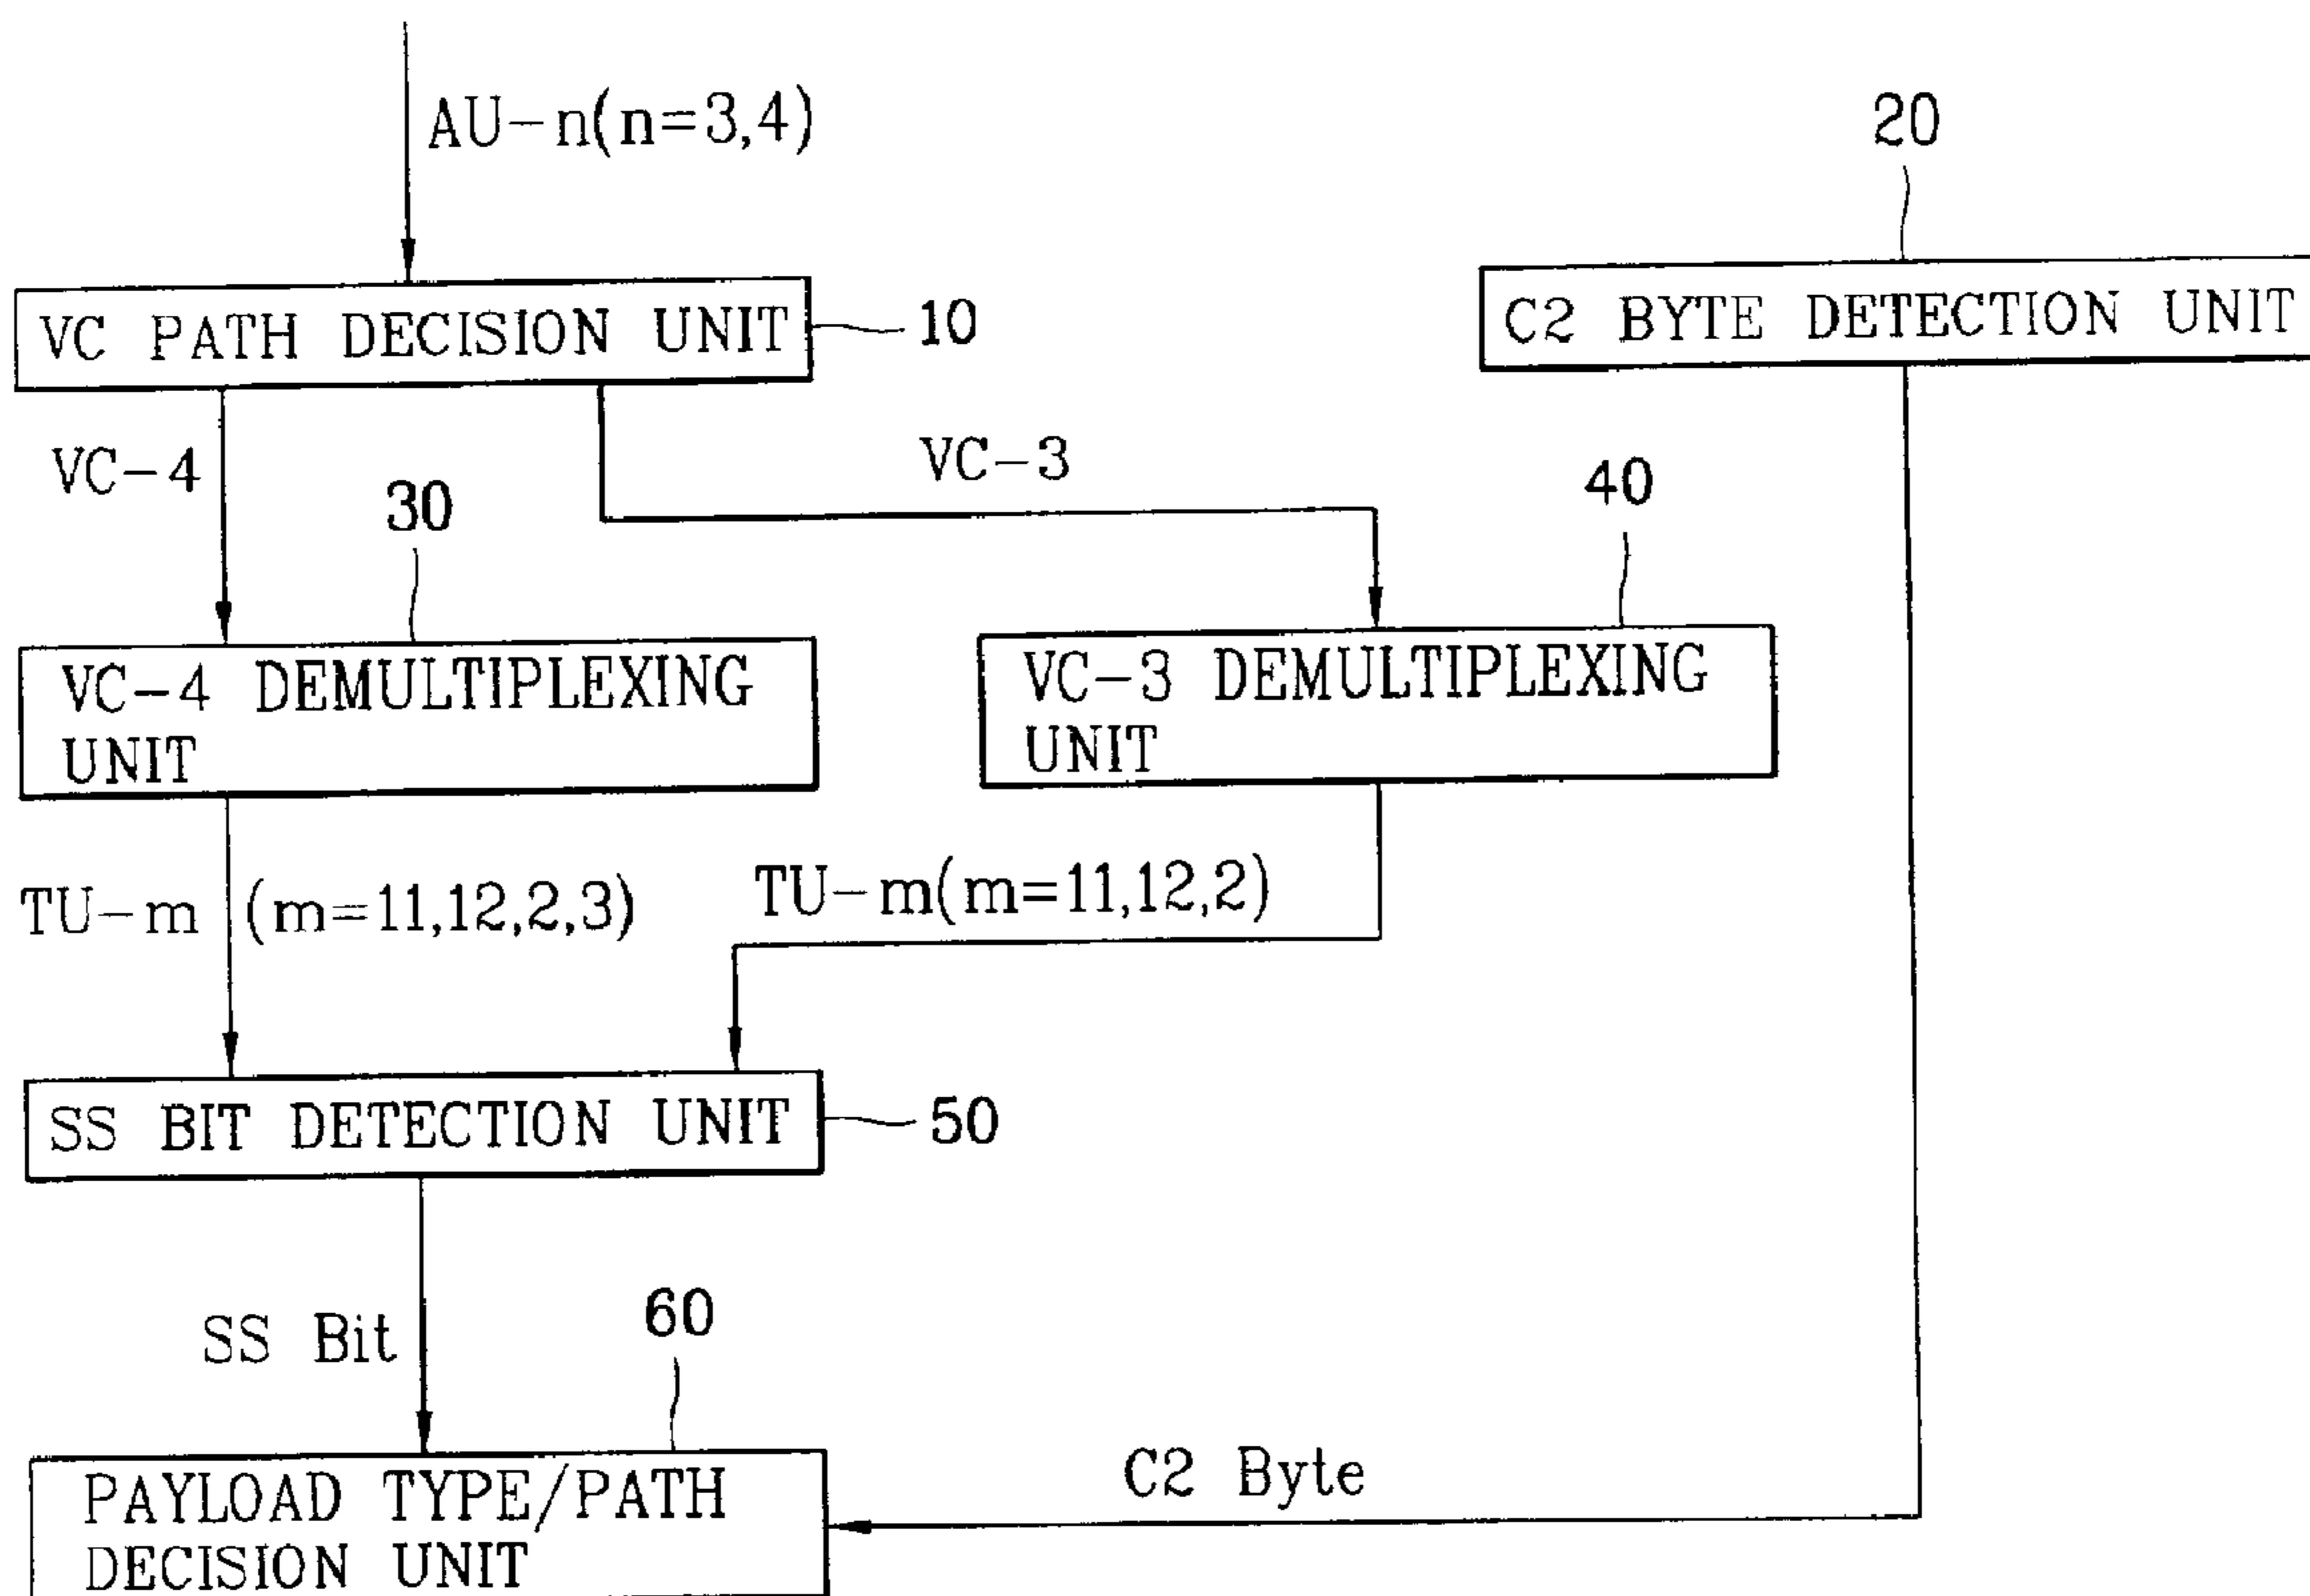 AU-n(n=3,4)
20
VC PATH DECISION UNIT
10
C2 BYTE DETECTION UNIT
VC-4
VC-3
30
40
VC-4 DEMULTIPLEXING
UNIT
VC-3 DEMULTIPLEXING
UNIT
TU-m (m=11,12,2,3)
TU-m(m=11,12,2)
SS BIT DETECTION UNIT
50
SS Bit
60
C2 Byte
PAYLOAD TYPE/PATH
DECISION UNIT